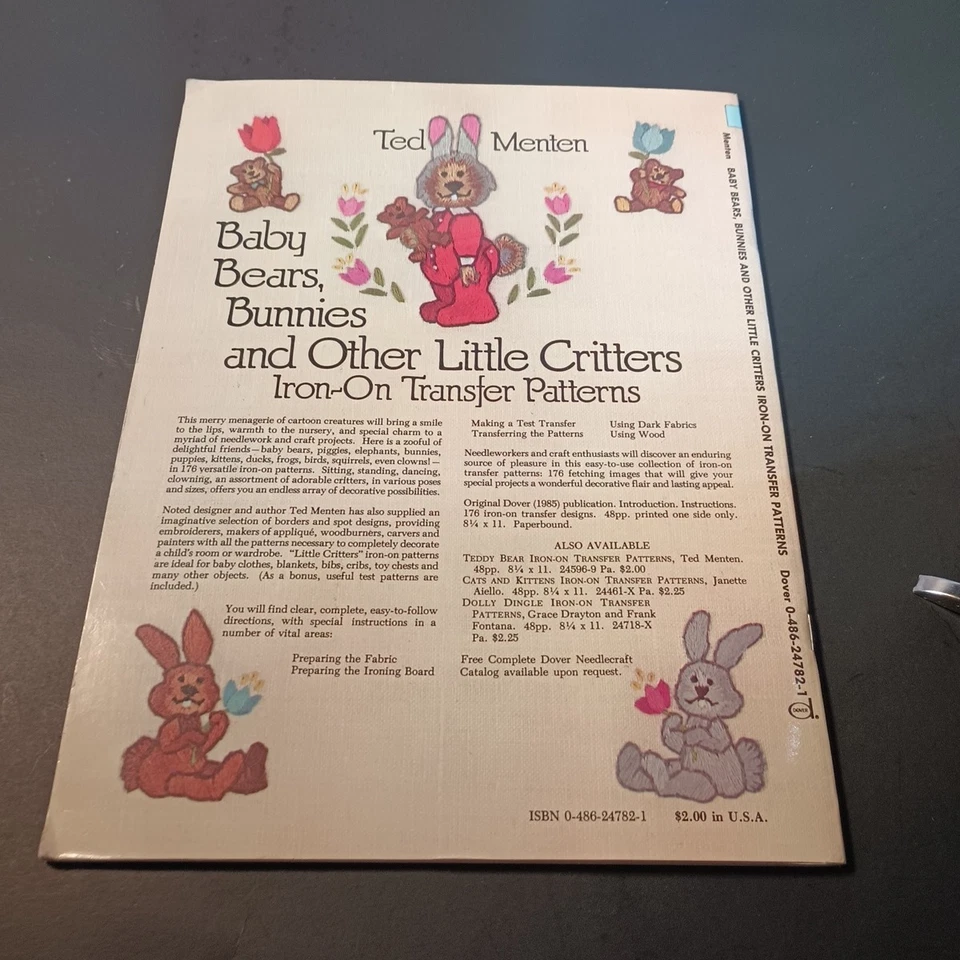 Ted Menten
Baby
Bears,
Bunnies
and Other Little Critters
Iron-On Transfer Patterns
This merry menagerie of cartoon creatures will bring a smile
to the lips, warmth to the nursery, and special charm to a
myriad of needlework and craft projects. Here is a zooful of
delightful friends—baby bears, piggies, elephants, bunnies,
puppies, kittens, ducks, frogs, birds, squirrels, even clowns!—
in 176 versatile iron-on patterns. Sitting, standing, dancing,
clowning, an assortment of adorable critters, in various poses
and sizes, offers you an endless array of decorative possibilities.
Noted designer and author Ted Menten has also supplied an
imaginative selection of borders and spot designs, providing
embroiderers, makers of appliqué, woodburners, carvers and
painters with all the patterns necessary to completely decorate
a child's room or wardrobe. "Little Critters" iron-on patterns
are ideal for baby clothes, blankets, bibs, cribs, toy chests and
many other objects. (As a bonus, useful test patterns are
included.)
You will find clear, complete, easy-to-follow
directions, with special instructions in a
number of vital areas:
Preparing the Fabric
Preparing the Ironing Board
Making a Test Transfer
Transferring the Patterns
Using Dark Fabrics
Using Wood
Needleworkers and craft enthusiasts will discover an enduring
source of pleasure in this easy-to-use collection of iron-on
transfer patterns: 176 fetching images that will give your
special projects a wonderful decorative flair and lasting appeal.
Original Dover (1985) publication. Introduction. Instructions.
176 iron-on transfer designs. 48pp. printed one side only.
8¼ x 11. Paperbound.
ALSO AVAILABLE
TEDDY BEAR IRON-ON TRANSFER PATTERNS, Ted Menten.
48pp. 8¼ x 11. 24596-9 Pa. $2.00
CATS AND KITTENS IRON-ON TRANSFER PATTERNS, Janette
Aiello. 48pp. 8¼ x 11. 24461-X Pa. $2.25
DOLLY DINGLE IRON-ON TRANSFER
PATTERNS, Grace Drayton and Frank
Fontana. 48pp. 8¼ x 11. 24718-X
Pa. $2.25
Free Complete Dover Needlecraft
Catalog available upon request.
ISBN 0-486-24782-1 $2.00 in U.S.A.
Menten BABY BEARS, BUNNIES AND OTHER LITTLE CRITTERS IRON-ON TRANSFER PATTERNS Dover 0-486-24782-1
DOVER